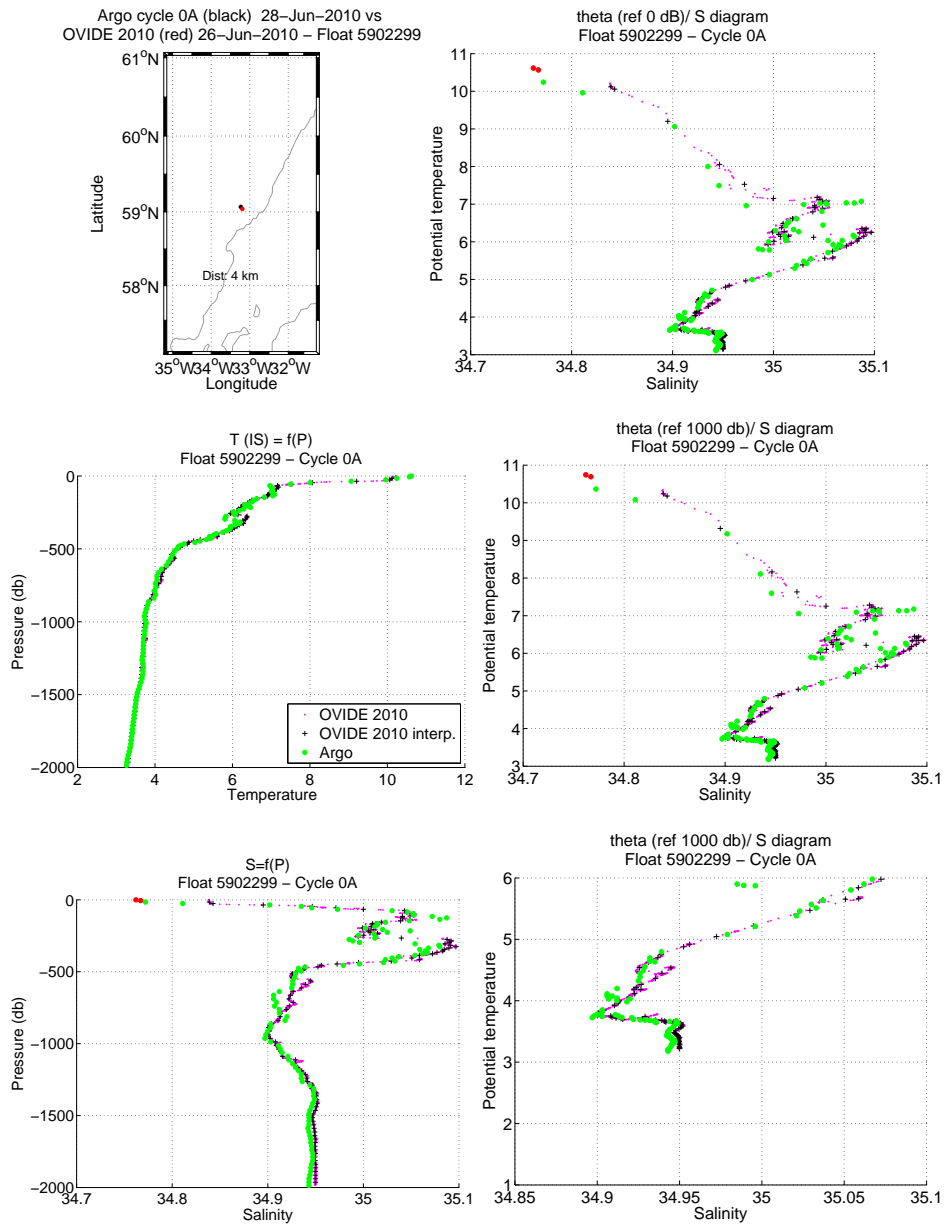 Argo cycle 0A (black)  28−Jun−2010 vs
OVIDE 2010 (red) 26−Jun−2010 − Float 5902299
61°N
60°N
59°N
58°N
Latitude
Dist: 4 km
35°W 34°W 33°W 32°W
Longitude
theta (ref 0 dB)/ S diagram
Float 5902299 − Cycle 0A
11
10
9
8
7
6
5
4
3
Potential temperature
34.7 34.8 34.9 35 35.1
Salinity
T (IS) = f(P)
Float 5902299 − Cycle 0A
0
−500
−1000
−1500
−2000
Pressure (db)
OVIDE 2010
OVIDE 2010 interp.
Argo
2 4 6 8 10 12
Temperature
theta (ref 1000 db)/ S diagram
Float 5902299 − Cycle 0A
11
10
9
8
7
6
5
4
3
Potential temperature
34.7 34.8 34.9 35 35.1
Salinity
S=f(P)
Float 5902299 − Cycle 0A
0
−500
−1000
−1500
−2000
Pressure (db)
34.7 34.8 34.9 35 35.1
Salinity
theta (ref 1000 db)/ S diagram
Float 5902299 − Cycle 0A
6
5
4
3
2
1
Potential temperature
34.85 34.9 34.95 35 35.05 35.1
Salinity